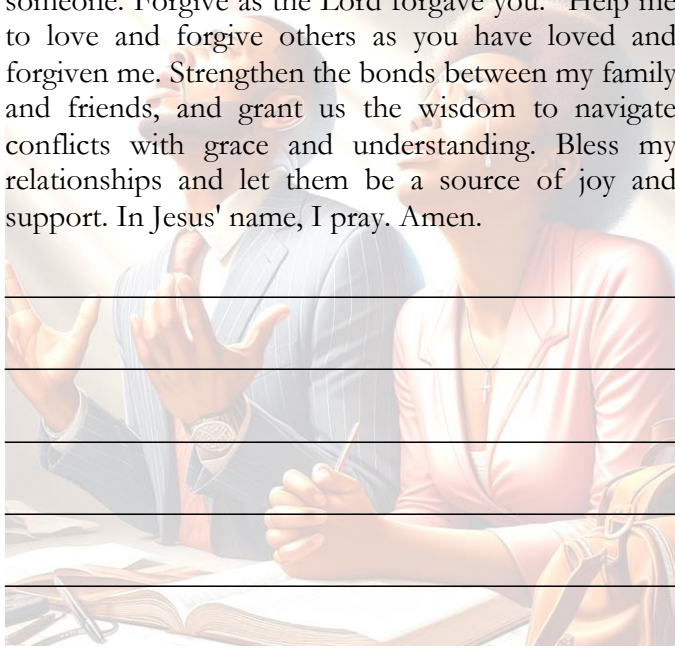 someone. Forgive as the Lord forgave you." Help me
to love and forgive others as you have loved and
forgiven me. Strengthen the bonds between my family
and friends, and grant us the wisdom to navigate
conflicts with grace and understanding. Bless my
relationships and let them be a source of joy and
support. In Jesus' name, I pray. Amen.